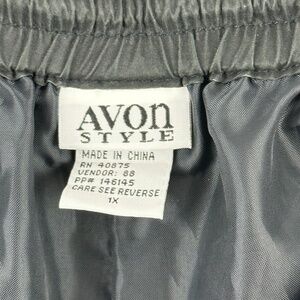 AVON
STYLE
MADE IN CHINA
RN 40875
VENDOR: 88
PP# 146145
CARE SEE REVERSE
1X